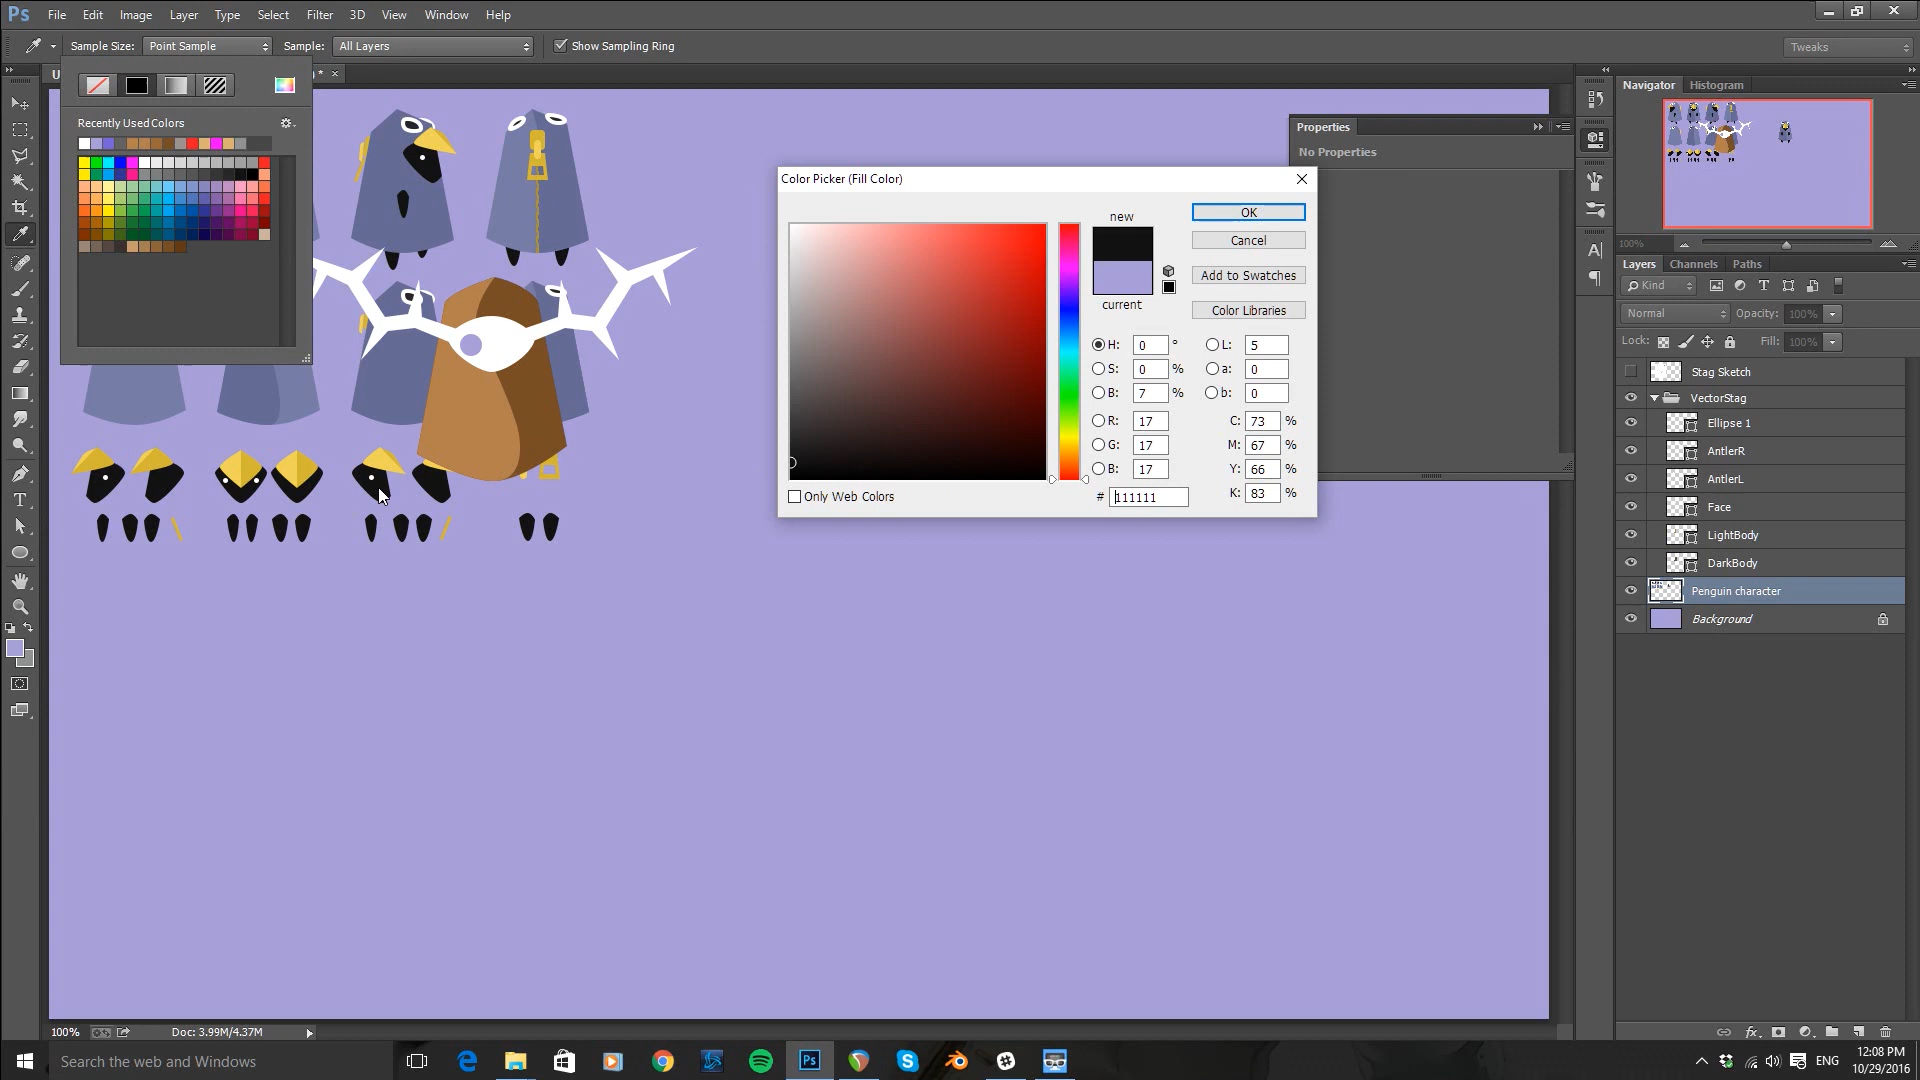 Ps File Edit Image Layer Type Select Filter 3D View Window Help
Sample Size: Point Sample Sample: All Layers Show Sampling Ring Tweaks
U * ×
Recently Used Colors
Properties
No Properties
Color Picker (Fill Color)
new
current
OK
Cancel
Add to Swatches
Color Libraries
H: 0 ° L: 5
S: 0 % a: 0
B: 7 % b: 0
R: 17 C: 73 %
G: 17 M: 67 %
B: 17 Y: 66 %
Only Web Colors # 111111 K: 83 %
Navigator Histogram
100%
Layers Channels Paths
Kind
Normal Opacity: 100%
Lock: Fill: 100%
Stag Sketch
VectorStag
Ellipse 1
AntlerR
AntlerL
Face
LightBody
DarkBody
Penguin character
Background
100% Doc: 3.99M/4.37M
Search the web and Windows
ENG
12:08 PM
10/29/2016